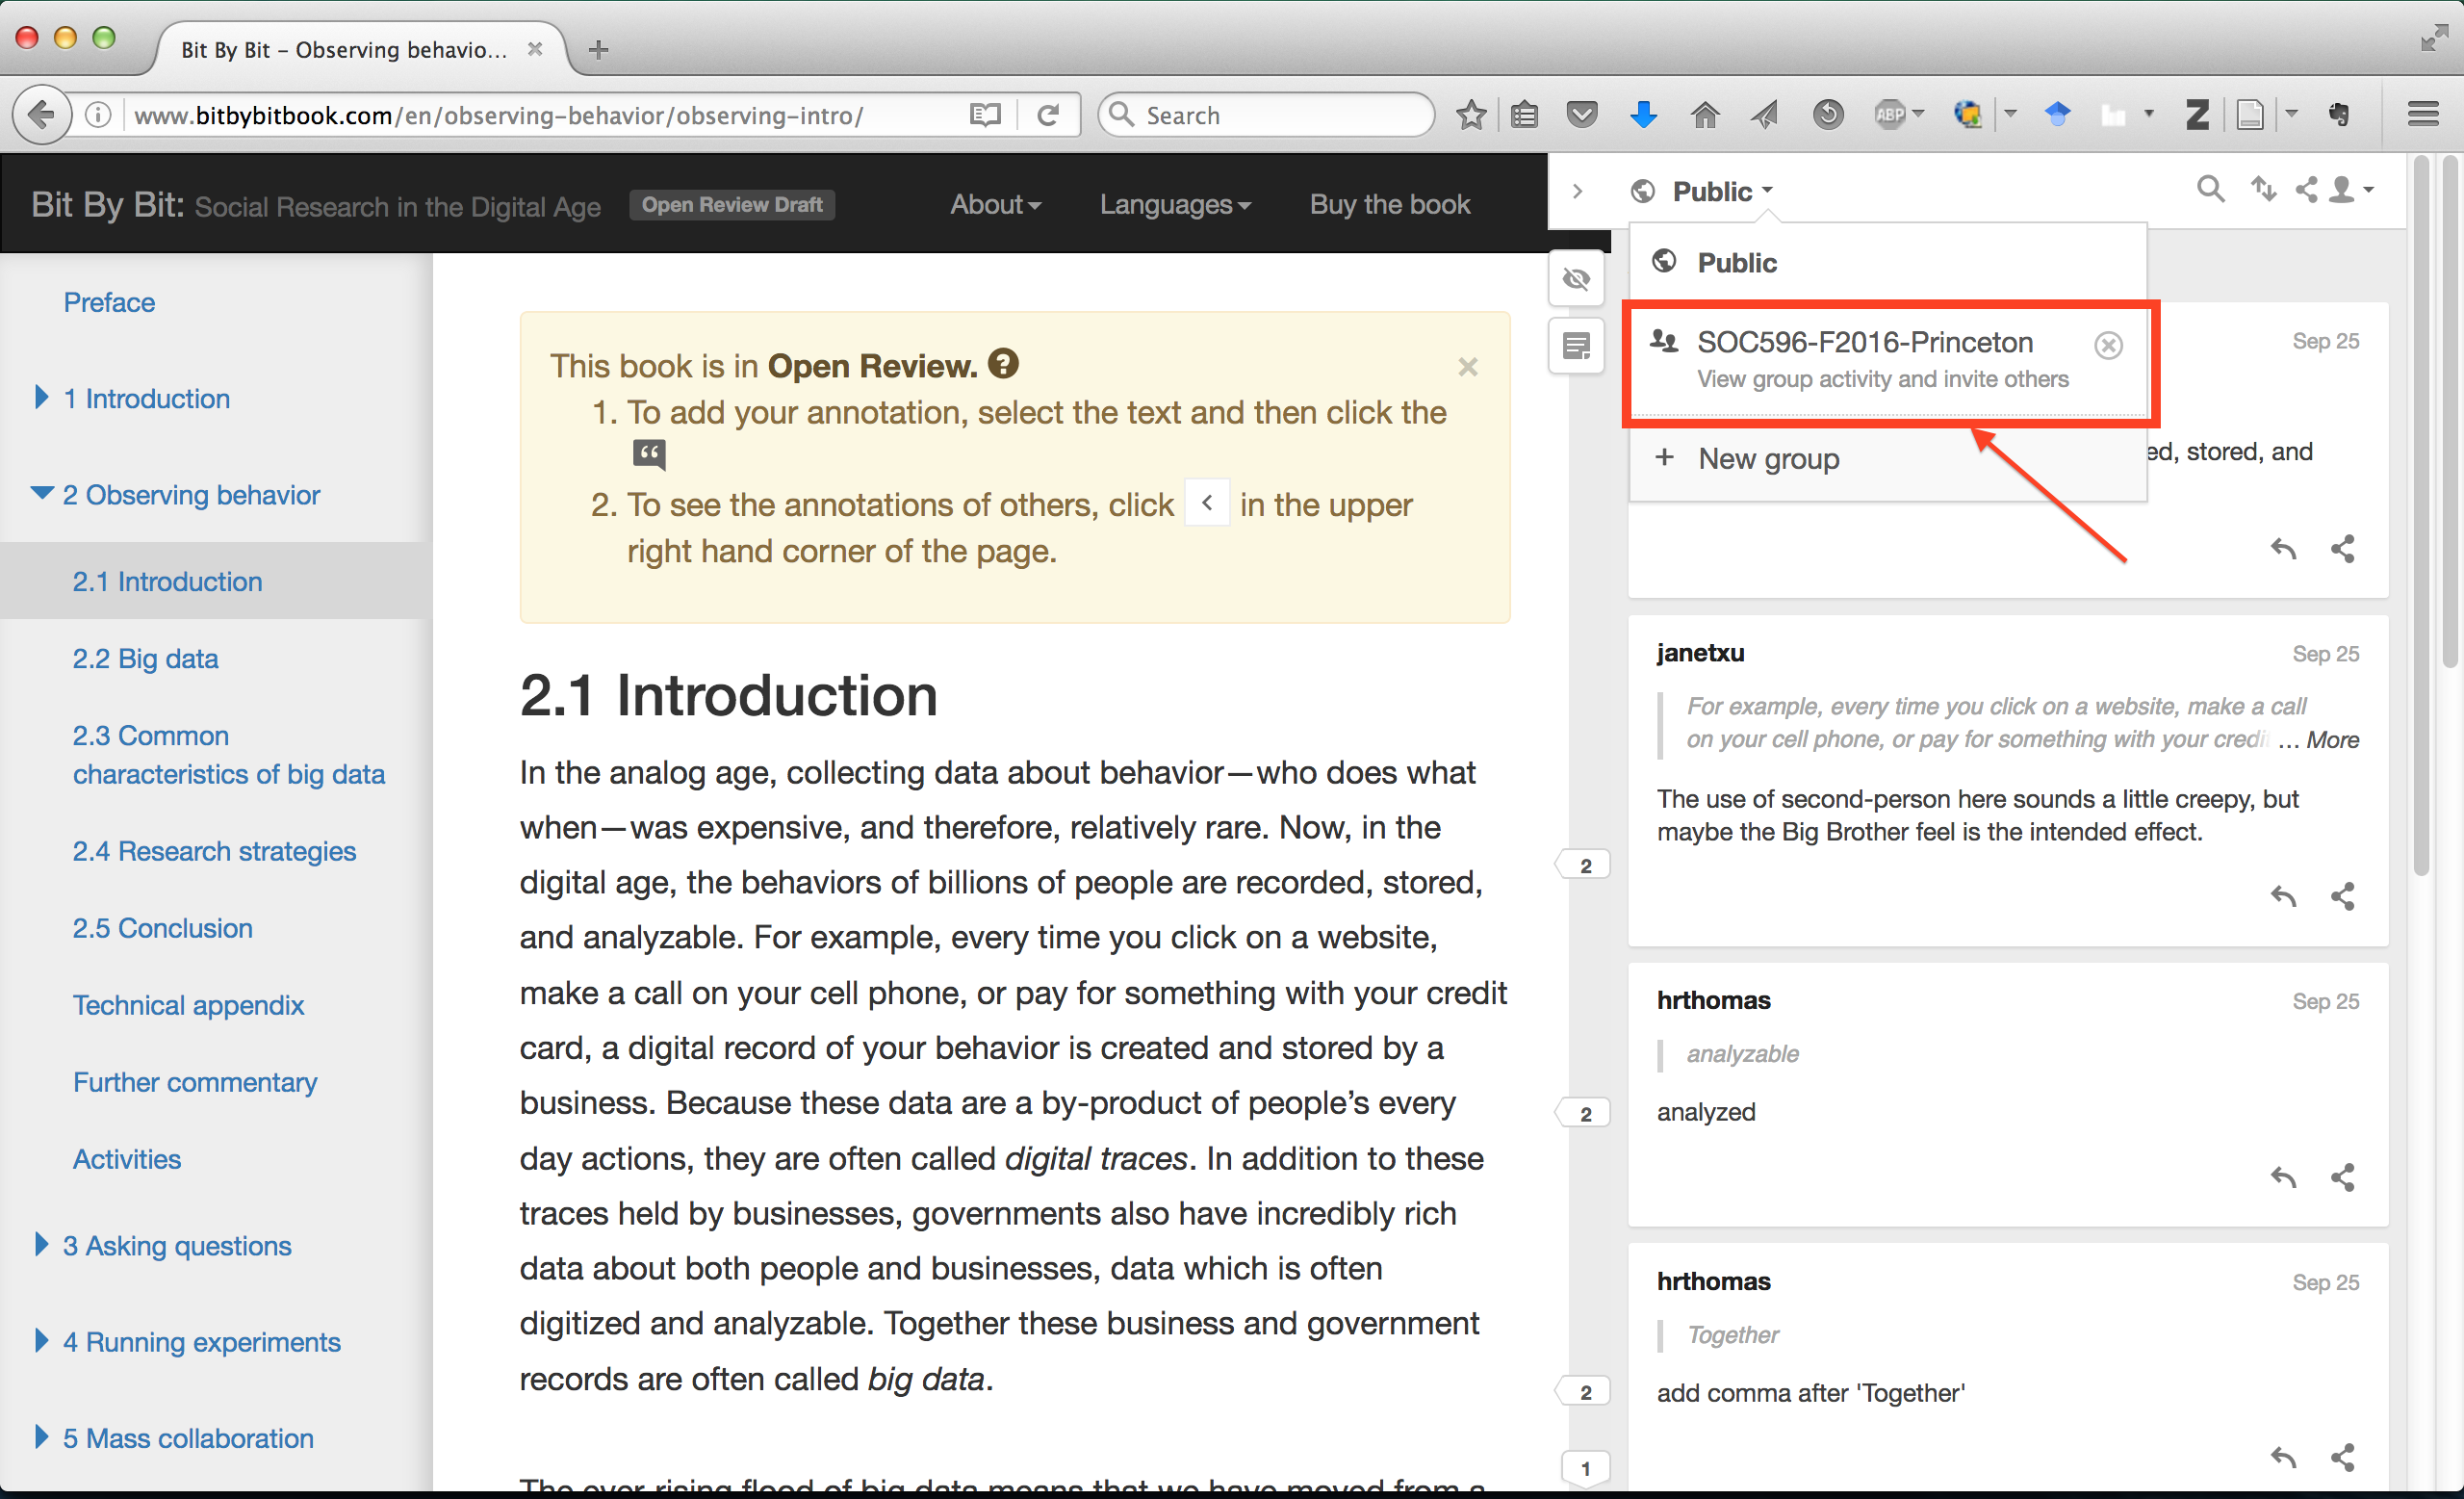 Bit By Bit – Observing behavio...
www.bitbybitbook.com/en/observing-behavior/observing-intro/
Search
ABP
Z
Bit By Bit: Social Research in the Digital Age
Open Review Draft
About
Languages
Buy the book
Preface
1 Introduction
2 Observing behavior
2.1 Introduction
2.2 Big data
2.3 Common
characteristics of big data
2.4 Research strategies
2.5 Conclusion
Technical appendix
Further commentary
Activities
3 Asking questions
4 Running experiments
5 Mass collaboration
This book is in Open Review.
1. To add your annotation, select the text and then click the
2. To see the annotations of others, click < in the upper
right hand corner of the page.
2.1 Introduction
In the analog age, collecting data about behavior—who does what
when—was expensive, and therefore, relatively rare. Now, in the
digital age, the behaviors of billions of people are recorded, stored,
and analyzable. For example, every time you click on a website,
make a call on your cell phone, or pay for something with your credit
card, a digital record of your behavior is created and stored by a
business. Because these data are a by-product of people’s every
day actions, they are often called digital traces. In addition to these
traces held by businesses, governments also have incredibly rich
data about both people and businesses, data which is often
digitized and analyzable. Together these business and government
records are often called big data.
The ever-rising flood of big data means that we have moved from a
2
2
2
1
Public
Public
SOC596-F2016-Princeton
View group activity and invite others
+ New group
Sep 25
ed, stored, and
janetxu
Sep 25
For example, every time you click on a website, make a call
on your cell phone, or pay for something with your credi ... More
The use of second-person here sounds a little creepy, but
maybe the Big Brother feel is the intended effect.
hrthomas
Sep 25
analyzable
analyzed
hrthomas
Sep 25
Together
add comma after 'Together'